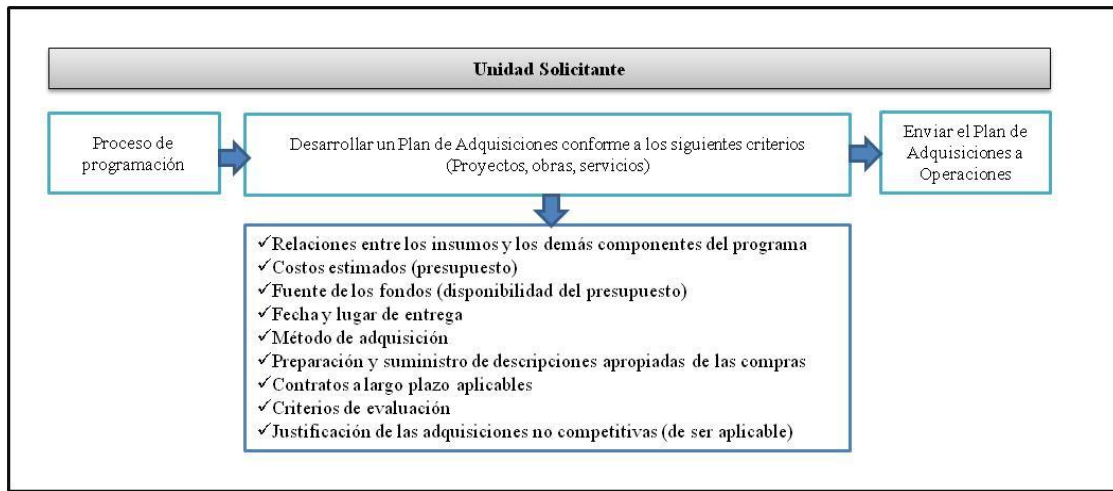 Unidad Solicitante
Proceso de
programación
Desarrollar un Plan de Adquisiciones conforme a los siguientes criterios
(Proyectos, obras, servicios)
Enviar el Plan de
Adquisiciones a
Operaciones
✓Relaciones entre los insumos y los demás componentes del programa
✓Costos estimados (presupuesto)
✓Fuente de los fondos (disponibilidad del presupuesto)
✓Fecha y lugar de entrega
✓Método de adquisición
✓Preparación y suministro de descripciones apropiadas de las compras
✓Contratos a largo plazo aplicables
✓Criterios de evaluación
✓Justificación de las adquisiciones no competitivas (de ser aplicable)